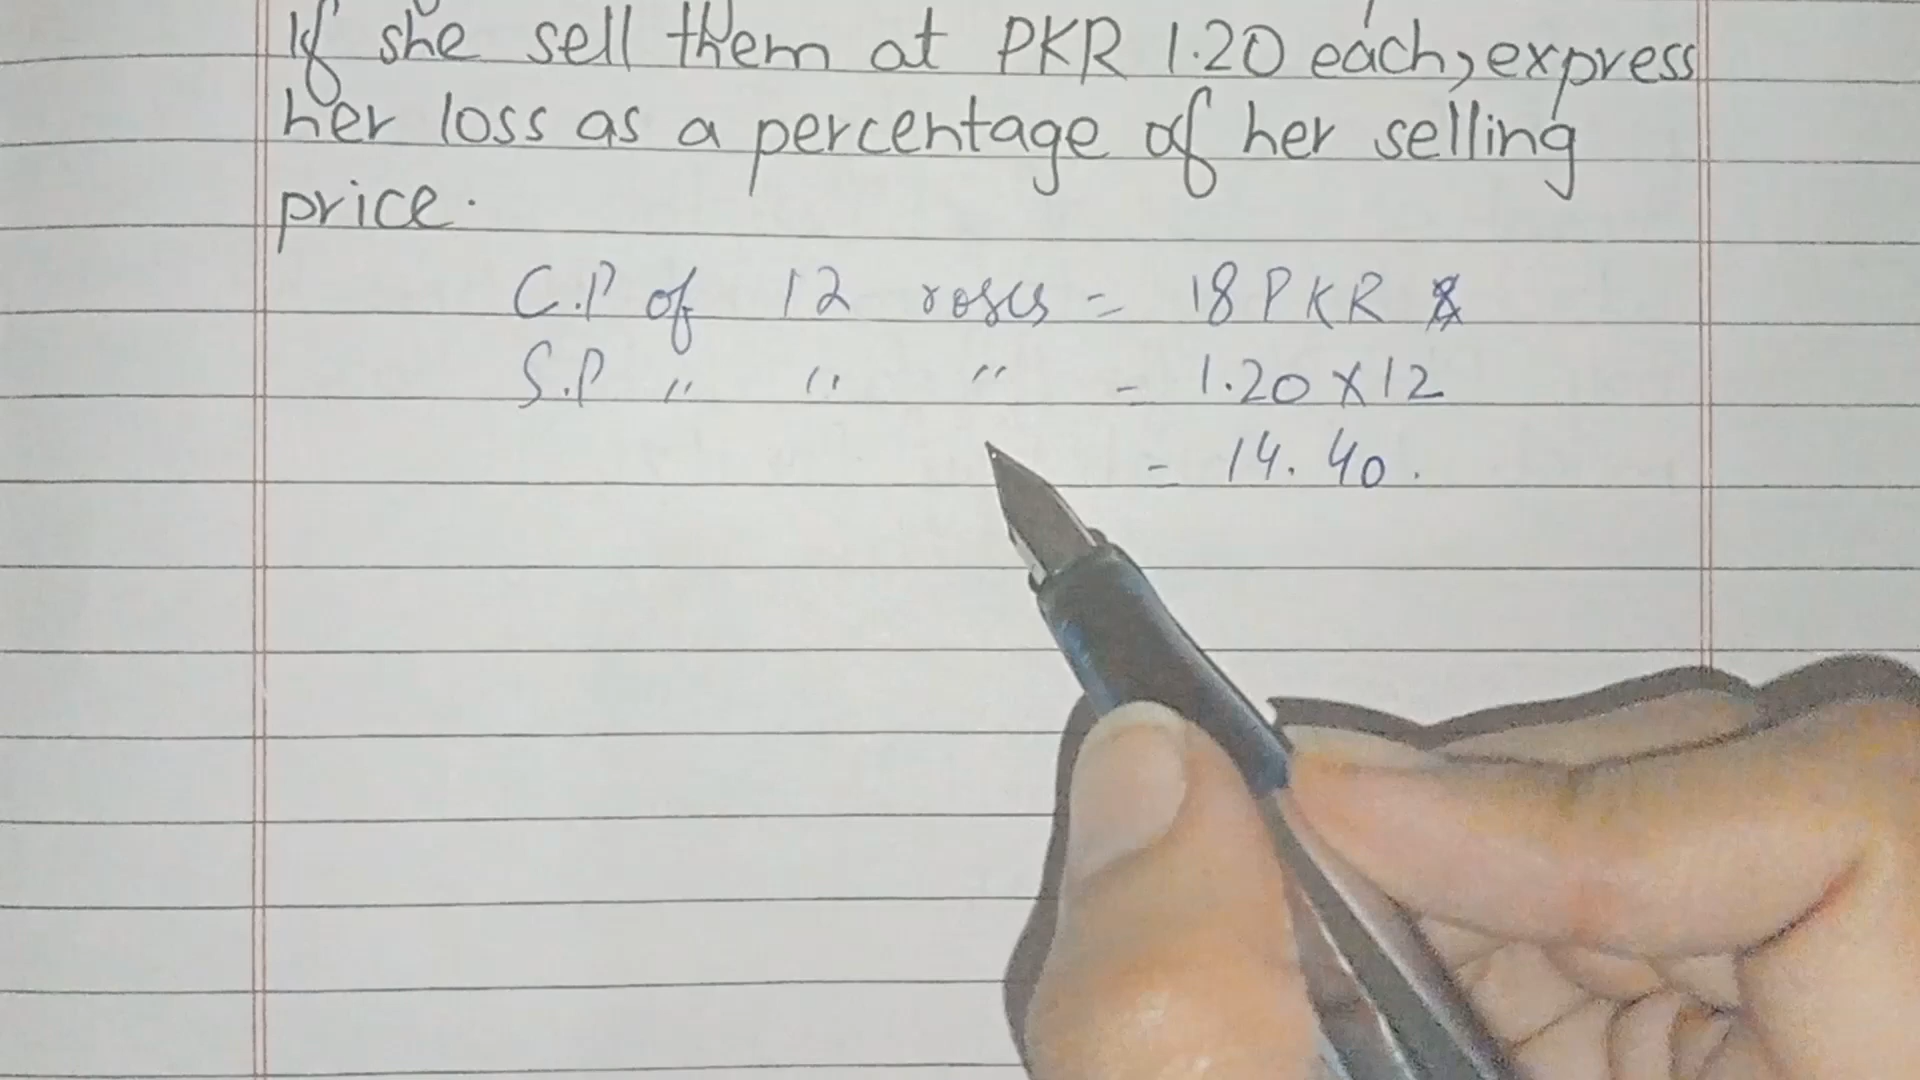 If she sell them at PKR 1.20 each, express
her loss as a percentage of her selling
price.
C.P of 12 roses = 18 PKR
S.P " " " = 1.20 X 12
= 14.40.